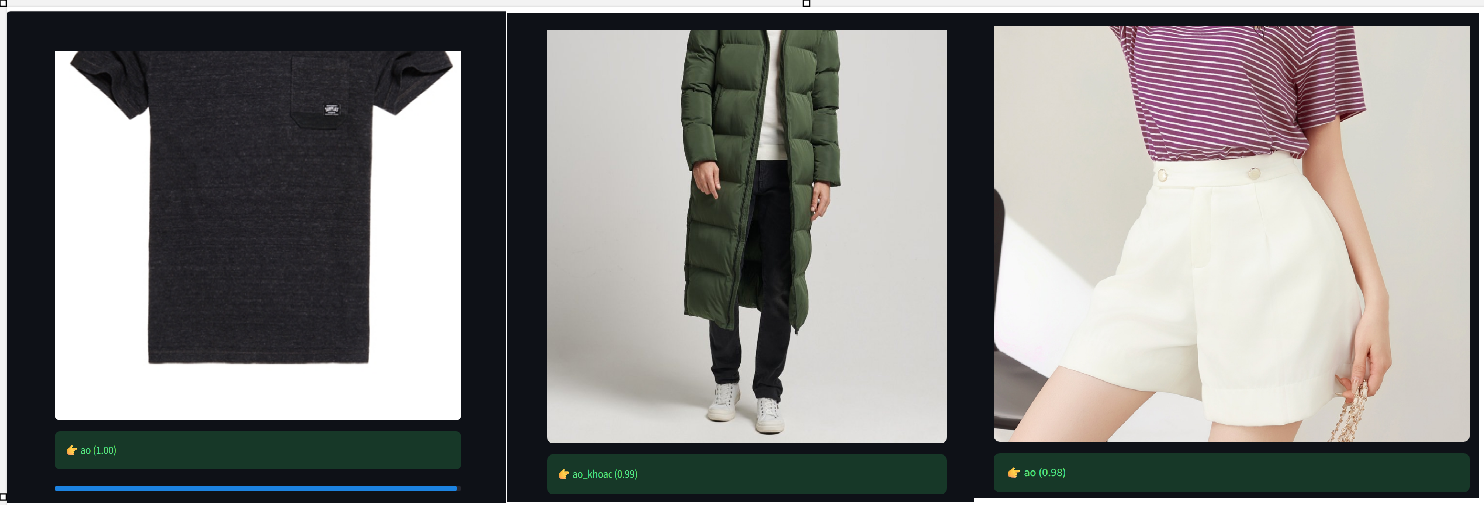 👉 ao (1.00)
👉 ao_khoac (0.99)
👉 ao (0.98)